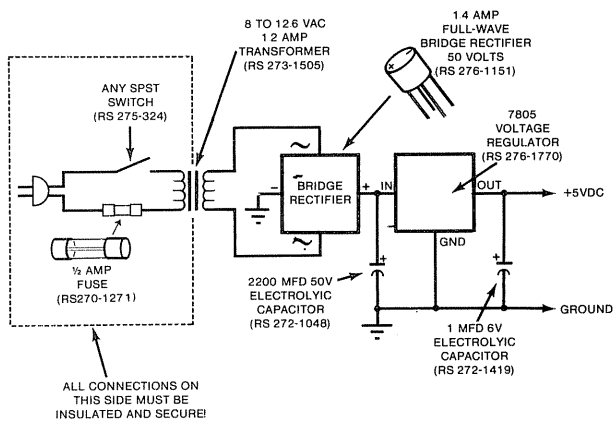 8 TO 12.6 VAC
1.2 AMP
TRANSFORMER
(RS 273-1505)
1.4 AMP
FULL-WAVE
BRIDGE RECTIFIER
50 VOLTS
(RS 276-1151)
ANY SPST
SWITCH
(RS 275-324)
7805
VOLTAGE
REGULATOR
(RS 276-1770)
~
BRIDGE
RECTIFIER
−
−
+
~
IN
OUT
−
GND
+5VDC
+
+
½ AMP
FUSE
(RS270-1271)
2200 MFD 50V
ELECTROLYIC
CAPACITOR
(RS 272-1048)
GROUND
1 MFD 6V
ELECTROLYIC
CAPACITOR
(RS 272-1419)
ALL CONNECTIONS ON
THIS SIDE MUST BE
INSULATED AND SECURE!